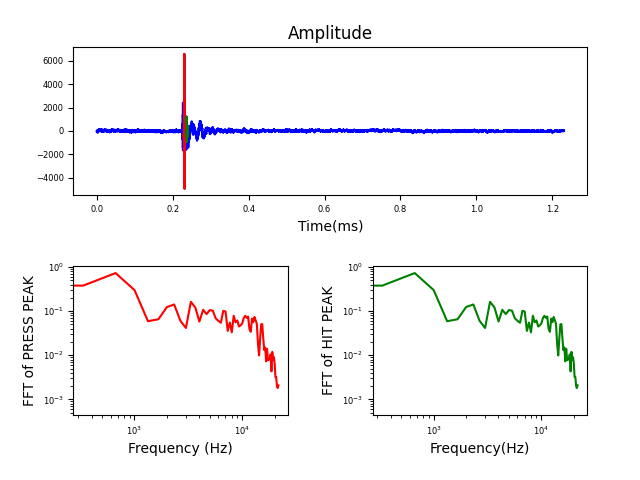 Amplitude
6000
4000
2000
0
−2000
−4000
0.0 0.2 0.4 0.6 0.8 1.0 1.2
Time(ms)
FFT of PRESS PEAK
10⁰
10⁻¹
10⁻²
10⁻³
10³ 10⁴
Frequency (Hz)
FFT of HIT PEAK
10⁰
10⁻¹
10⁻²
10⁻³
10³ 10⁴
Frequency(Hz)